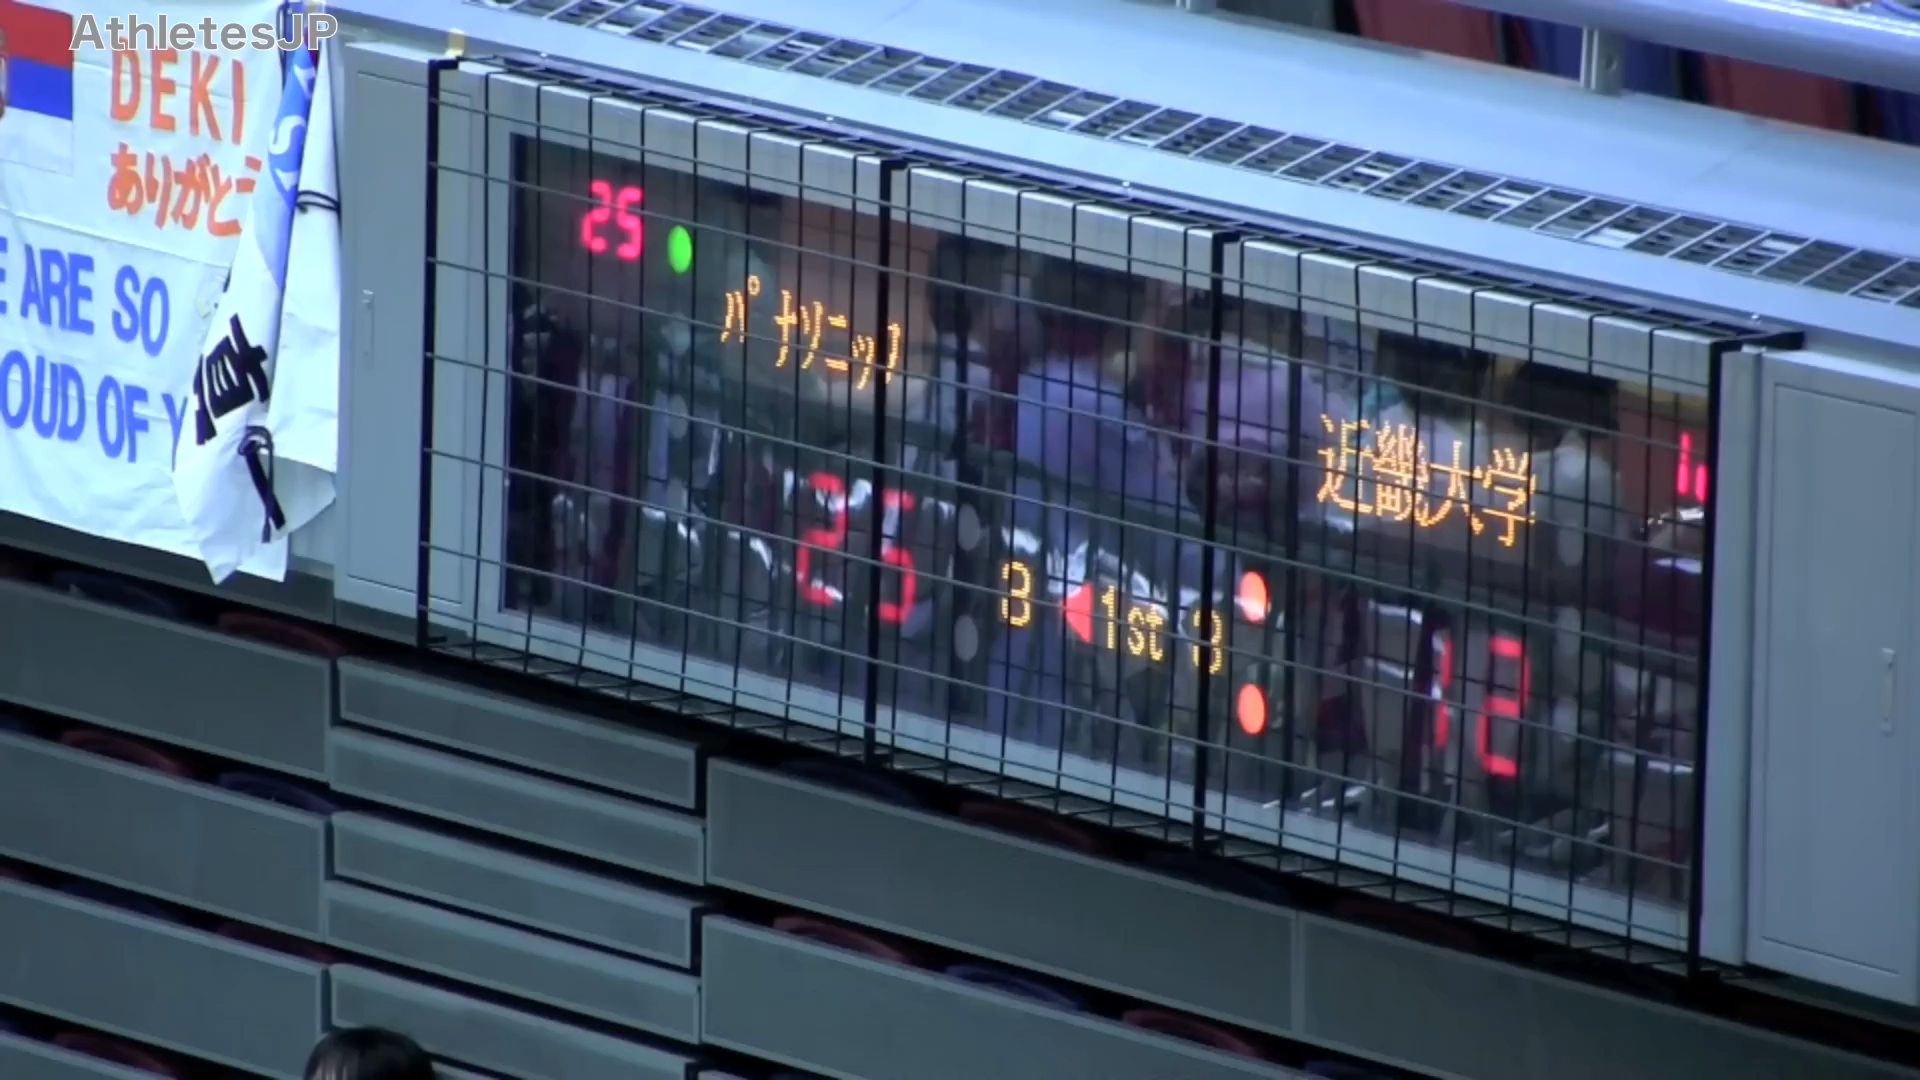 AthletesJP
DEKI
ありがとう
E ARE SO
OUD OF Y
25
パナソニック
近畿大学
25
3
1st
3
12